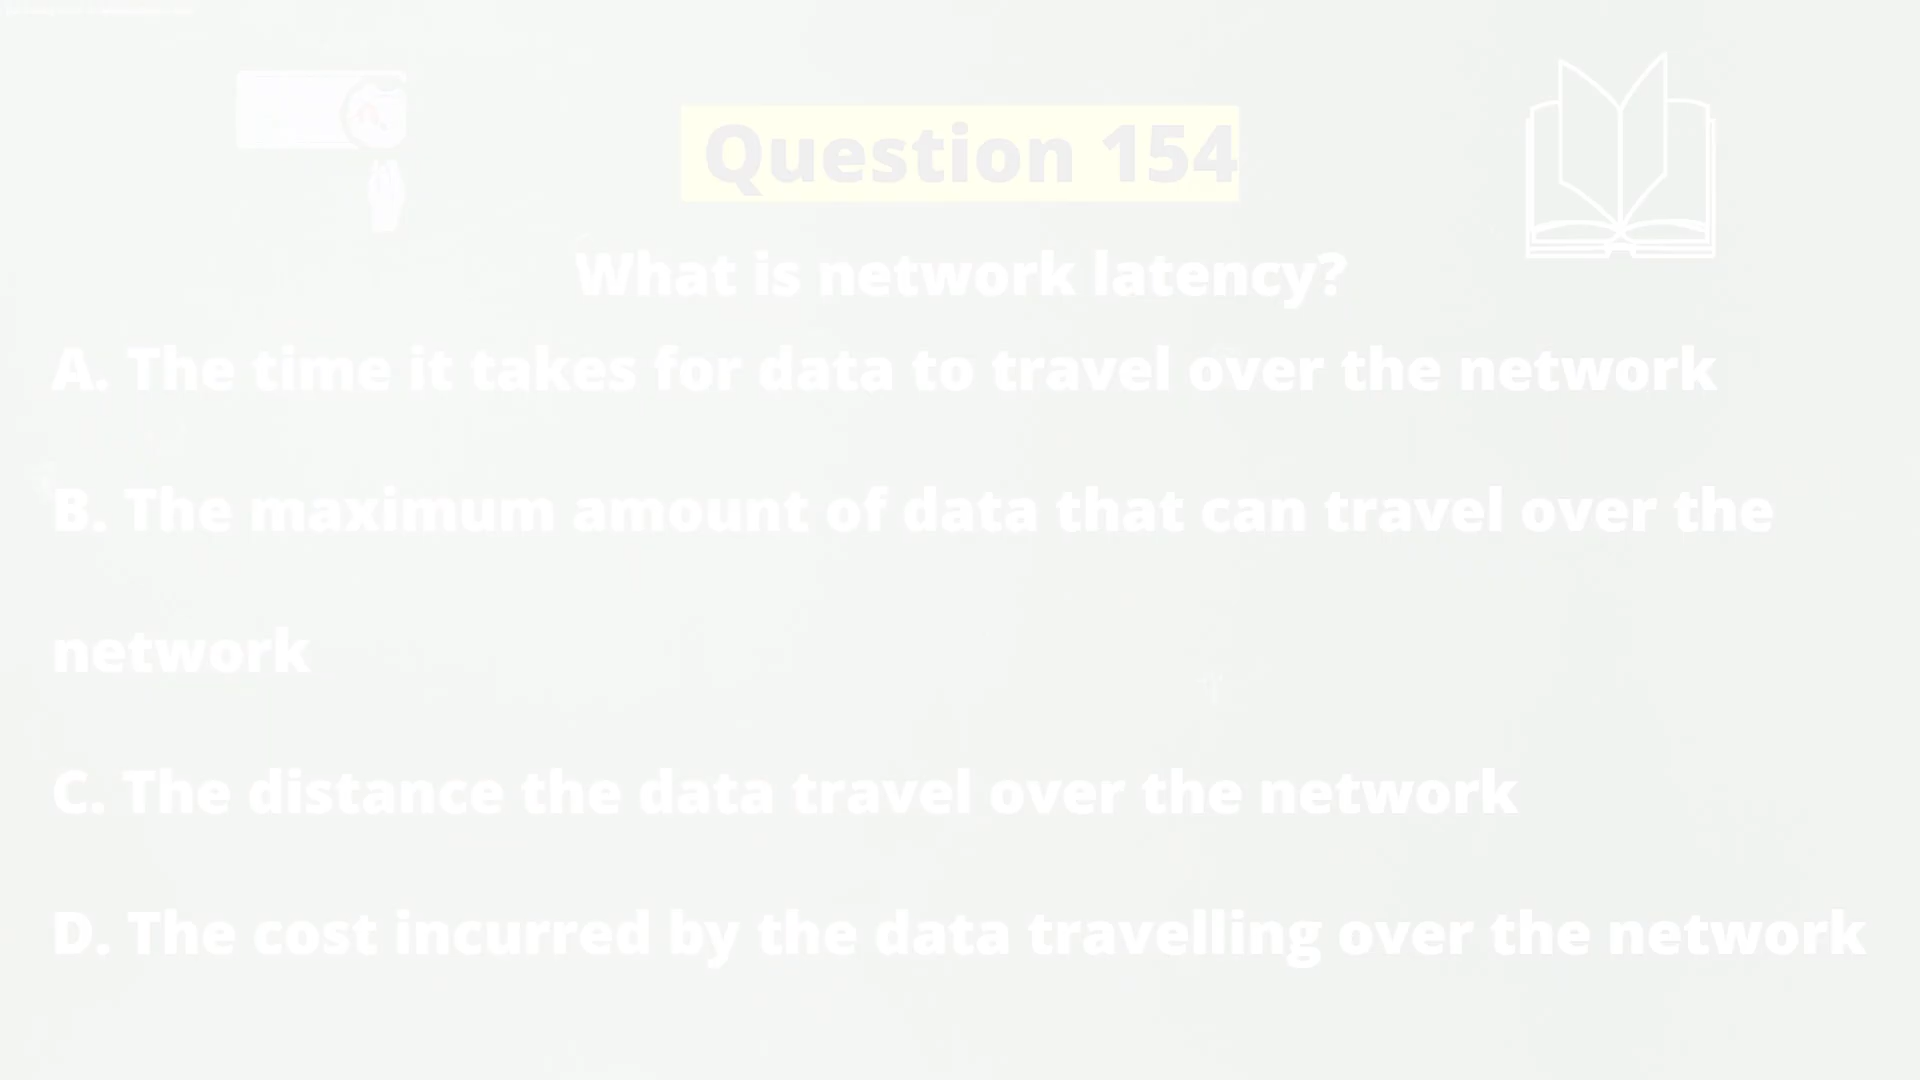 Question 154
What is network latency?
A. The time it takes for data to travel over the network
B. The maximum amount of data that can travel over the
network
C. The distance the data travel over the network
D. The cost incurred by the data travelling over the network